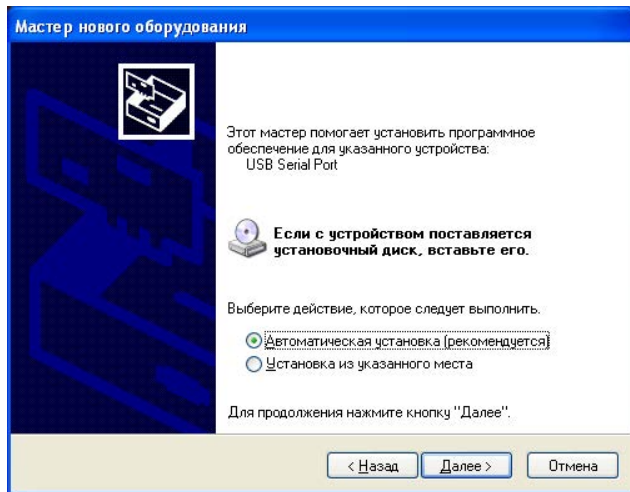 Мастер нового оборудования
Этот мастер помогает установить программное
обеспечение для указанного устройства:
USB Serial Port
Если с устройством поставляется
установочный диск, вставьте его.
Выберите действие, которое следует выполнить.
Автоматическая установка (рекомендуется)
Установка из указанного места
Для продолжения нажмите кнопку "Далее".
< Назад Далее > Отмена